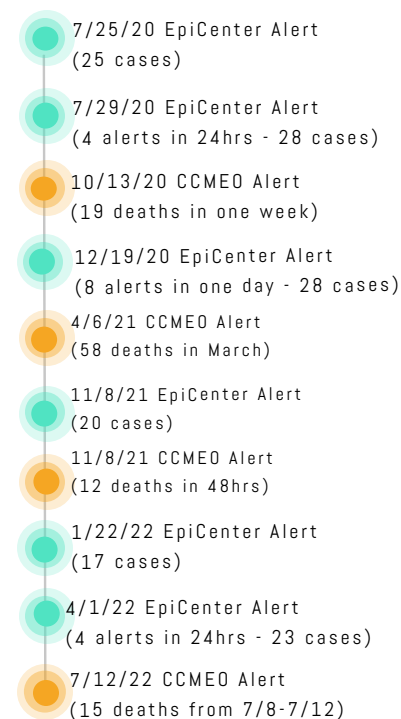 7/25/20 EpiCenter Alert
(25 cases)
7/29/20 EpiCenter Alert
(4 alerts in 24hrs - 28 cases)
10/13/20 CCMEO Alert
(19 deaths in one week)
12/19/20 EpiCenter Alert
(8 alerts in one day - 28 cases)
4/6/21 CCMEO Alert
(58 deaths in March)
11/8/21 EpiCenter Alert
(20 cases)
11/8/21 CCMEO Alert
(12 deaths in 48hrs)
1/22/22 EpiCenter Alert
(17 cases)
4/1/22 EpiCenter Alert
(4 alerts in 24hrs - 23 cases)
7/12/22 CCMEO Alert
(15 deaths from 7/8-7/12)